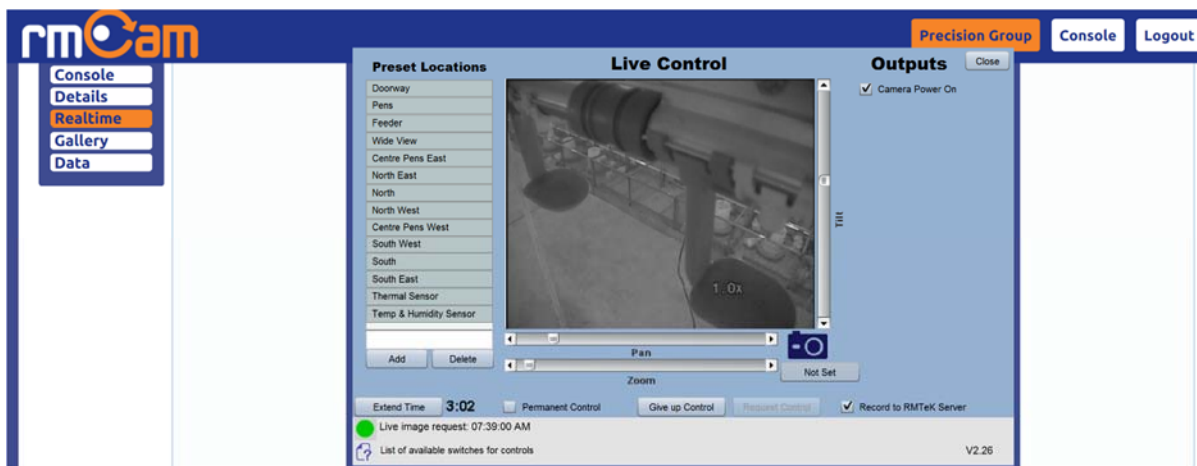 rmCam
Precision Group
Console
Logout
Console
Details
Realtime
Gallery
Data
Preset Locations
Live Control
Outputs
Close
Doorway
Pens
Feeder
Wide View
Centre Pens East
North East
North
North West
Centre Pens West
South West
South
South East
Thermal Sensor
Temp & Humidity Sensor
Camera Power On
1.0x
Tilt
Add
Delete
Pan
Zoom
Not Set
Extend Time
3:02
Permanent Control
Give up Control
Request Control
Record to RMTeK Server
Live image request: 07:39:00 AM
List of available switches for controls
V2.26